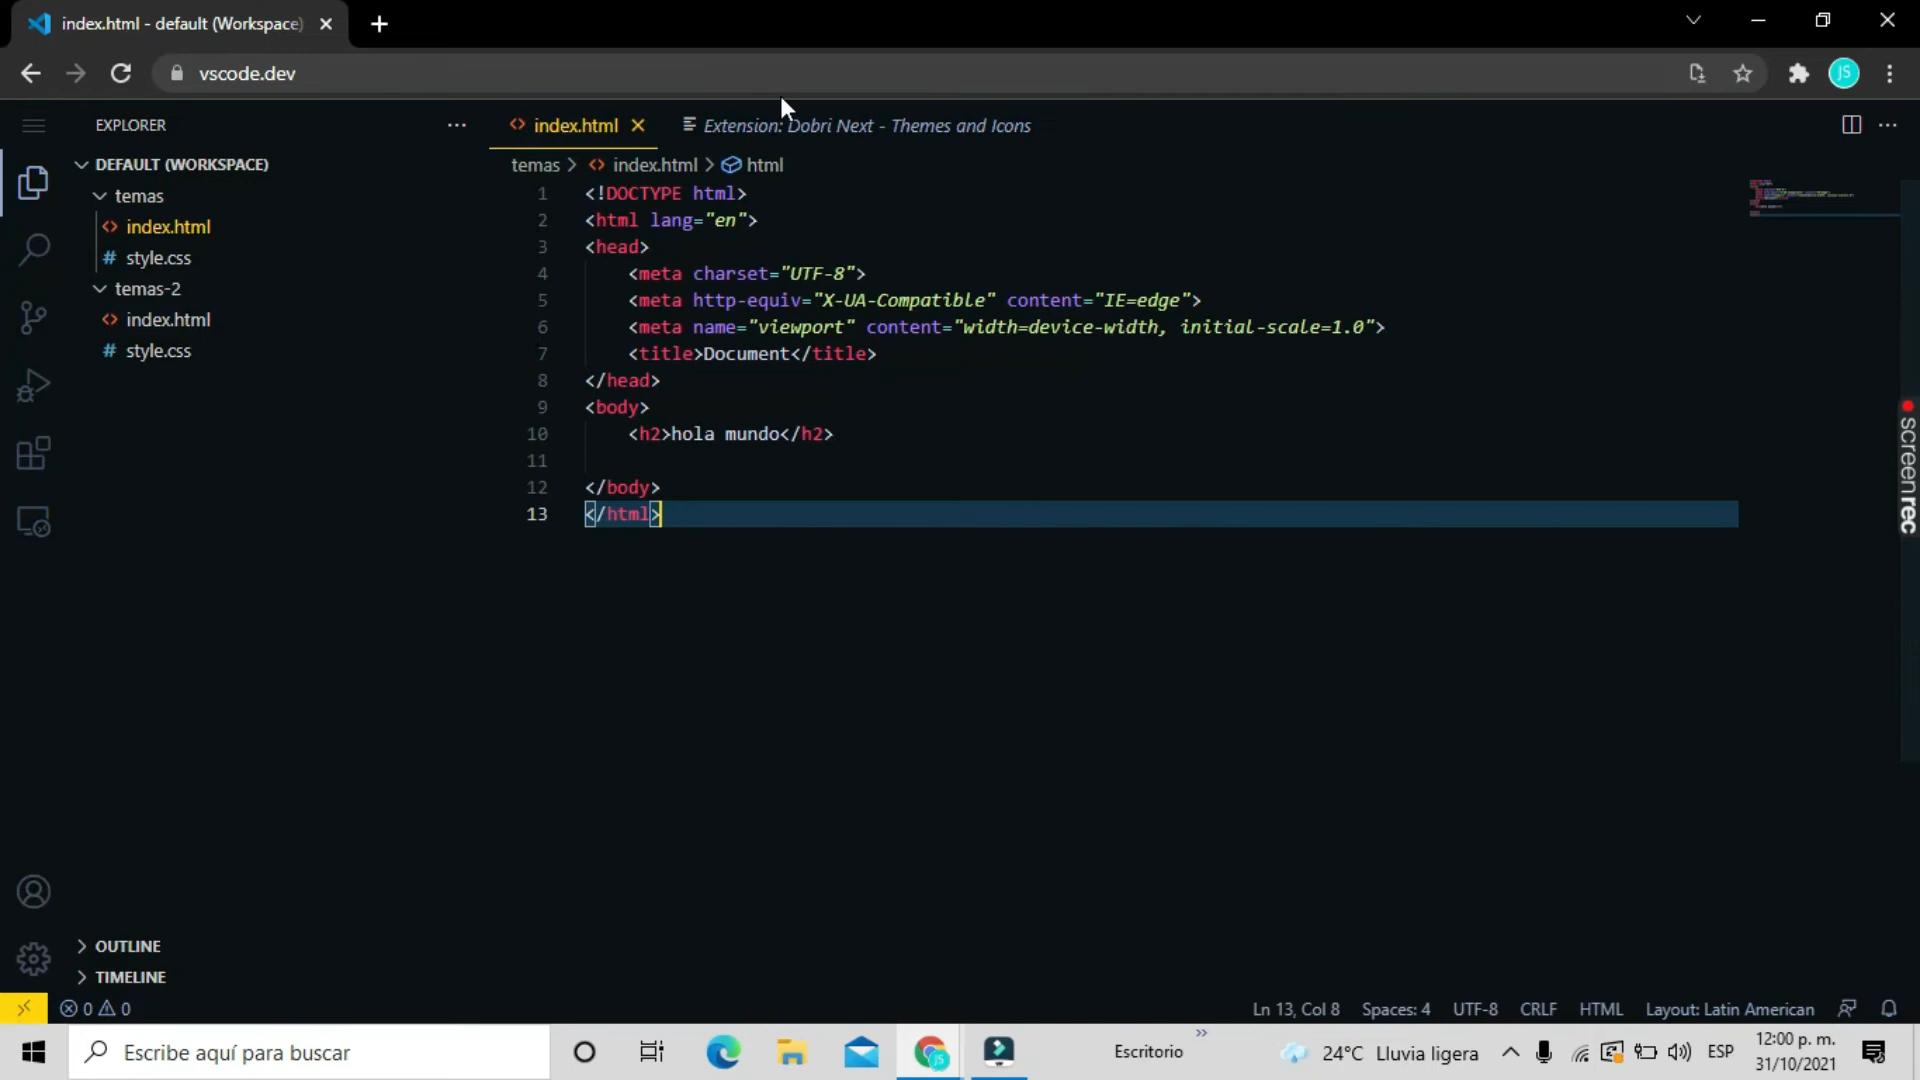 index.html - default (Workspace)
vscode.dev
JS
EXPLORER
index.html
Extension: Dobri Next - Themes and Icons
DEFAULT (WORKSPACE)
temas
index.html
style.css
temas-2
index.html
style.css
temas > index.html > html
1 <!DOCTYPE html>
2 <html lang="en">
3 <head>
4 <meta charset="UTF-8">
5 <meta http-equiv="X-UA-Compatible" content="IE=edge">
6 <meta name="viewport" content="width=device-width, initial-scale=1.0">
7 <title>Document</title>
8 </head>
9 <body>
10 <h2>hola mundo</h2>
11
12 </body>
13 </html>
screenrec
OUTLINE
TIMELINE
0 0
Ln 13, Col 8 Spaces: 4 UTF-8 CRLF HTML Layout: Latin American
Escribe aquí para buscar
Escritorio
24°C Lluvia ligera
ESP
12:00 p. m.
31/10/2021